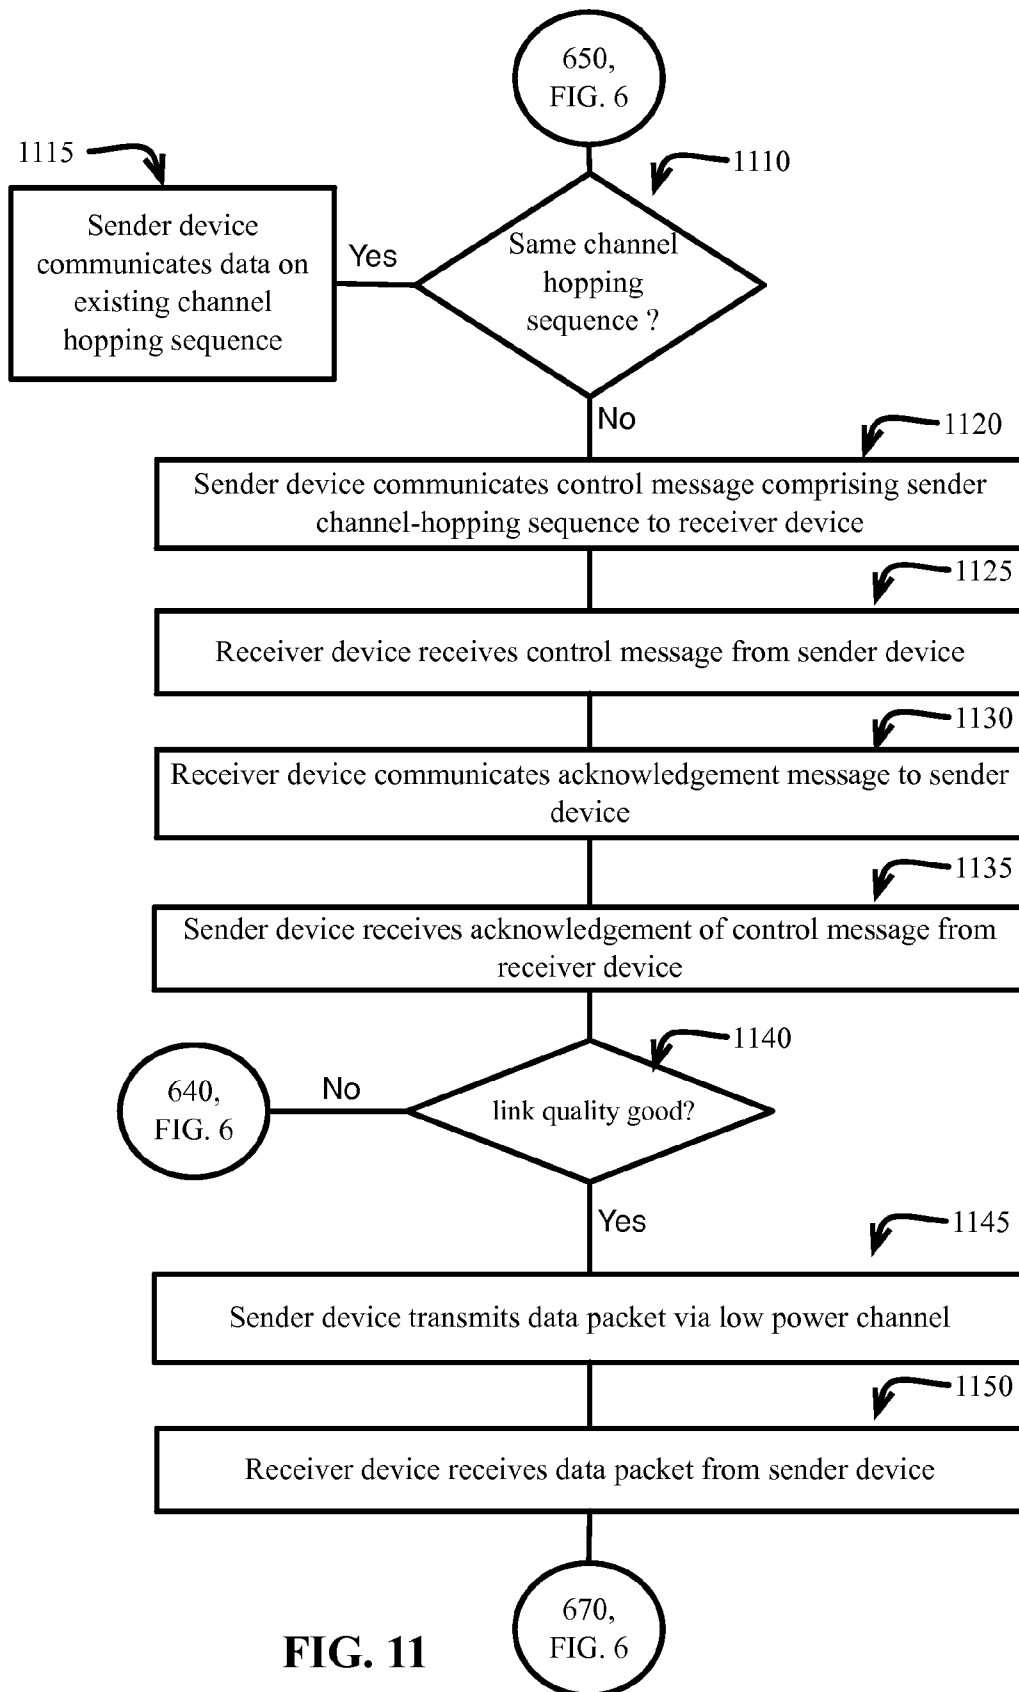 650,
FIG. 6
1115
1110
Sender device
communicates data on
existing channel
hopping sequence
Yes
Same channel
hopping
sequence ?
No
1120
Sender device communicates control message comprising sender
channel-hopping sequence to receiver device
1125
Receiver device receives control message from sender device
1130
Receiver device communicates acknowledgement message to sender
device
1135
Sender device receives acknowledgement of control message from
receiver device
1140
640,
FIG. 6
No
link quality good?
Yes
1145
Sender device transmits data packet via low power channel
1150
Receiver device receives data packet from sender device
670,
FIG. 6
FIG. 11